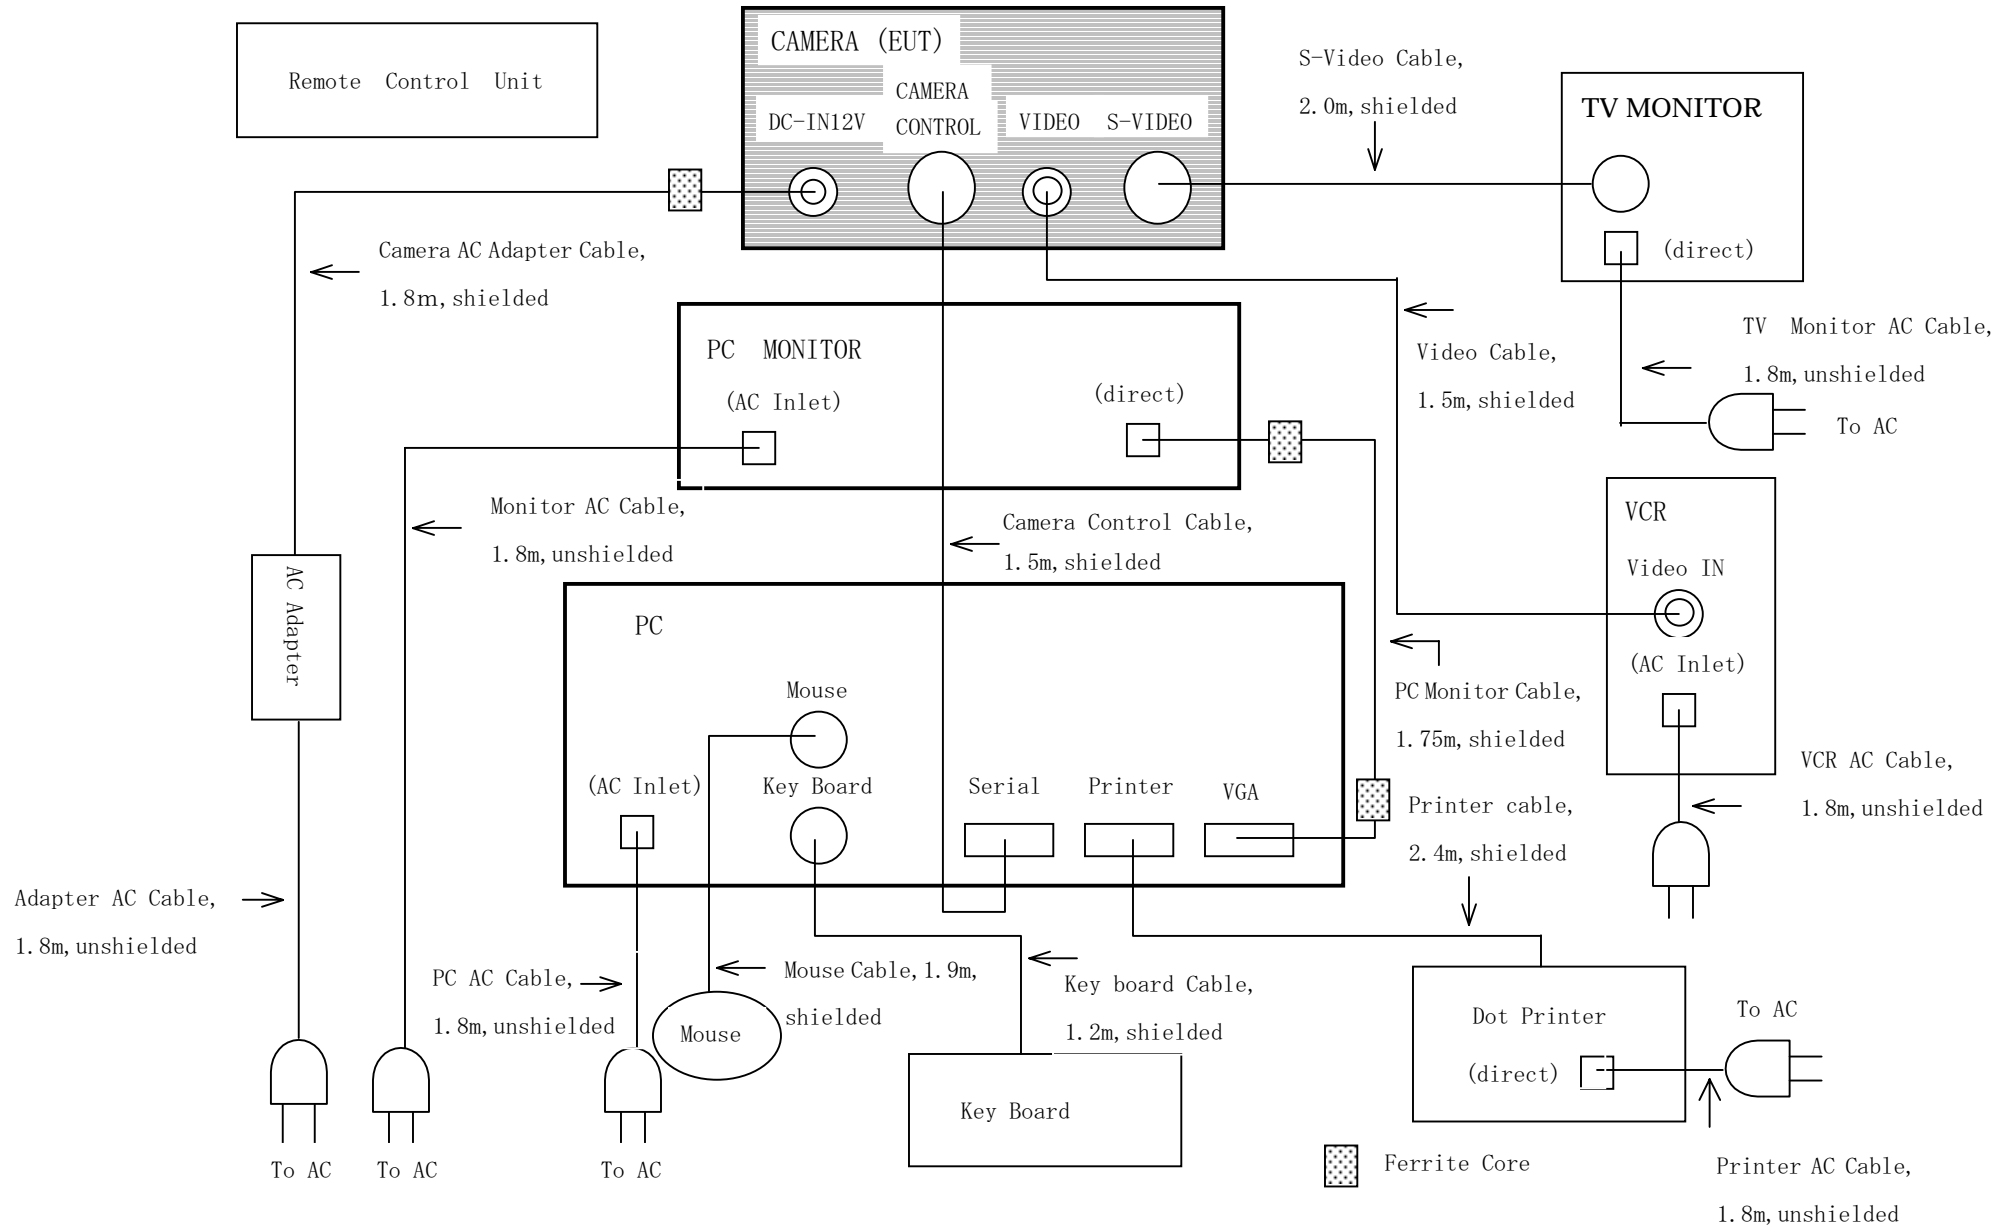 Remote Control Unit
CAMERA (EUT)
CAMERA
CONTROL
DC-IN12V
VIDEO
S-VIDEO
S-Video Cable,
2.0m, shielded
TV MONITOR
(direct)
Camera AC Adapter Cable,
1.8m, shielded
TV Monitor AC Cable,
1.8m, unshielded
To AC
Video Cable,
1.5m, shielded
PC MONITOR
(AC Inlet)
(direct)
Monitor AC Cable,
1.8m, unshielded
Camera Control Cable,
1.5m, shielded
VCR
Video IN
(AC Inlet)
AC Adapter
PC
Mouse
(AC Inlet)
Key Board
Serial
Printer
VGA
PC Monitor Cable,
1.75m, shielded
Printer cable,
2.4m, shielded
VCR AC Cable,
1.8m, unshielded
Adapter AC Cable,
1.8m, unshielded
PC AC Cable,
1.8m, unshielded
Mouse Cable, 1.9m,
shielded
Mouse
Key board Cable,
1.2m, shielded
Key Board
Dot Printer
(direct)
To AC
To AC
To AC
To AC
Ferrite Core
Printer AC Cable,
1.8m, unshielded